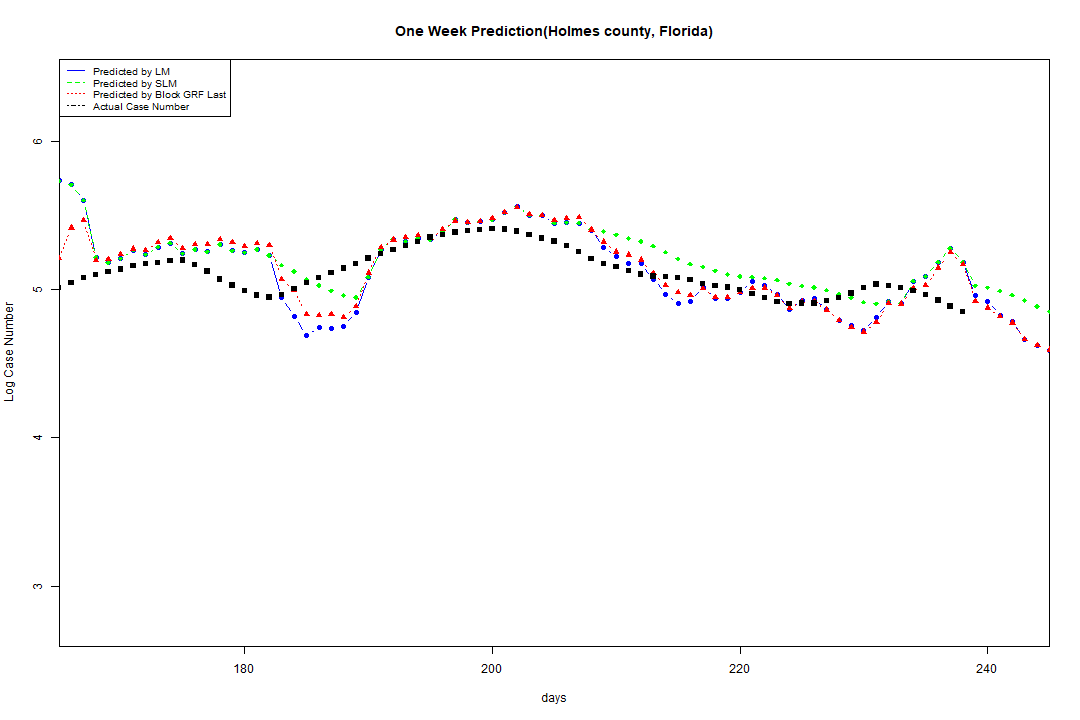 One Week Prediction(Holmes county, Florida)
Predicted by LM
Predicted by SLM
Predicted by Block GRF Last
Actual Case Number
6
5
4
3
Log Case Number
180 200 220 240
days